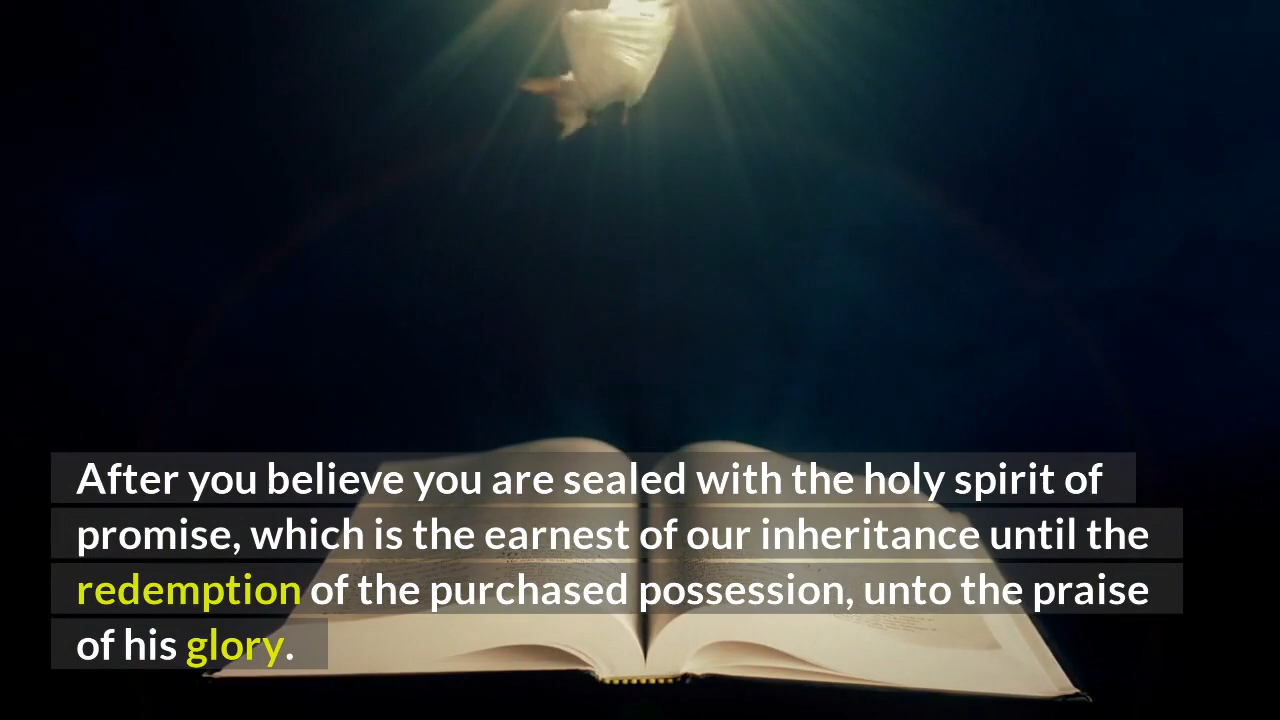 After you believe you are sealed with the holy spirit of
promise, which is the earnest of our inheritance until the
redemption of the purchased possession, unto the praise
of his glory.